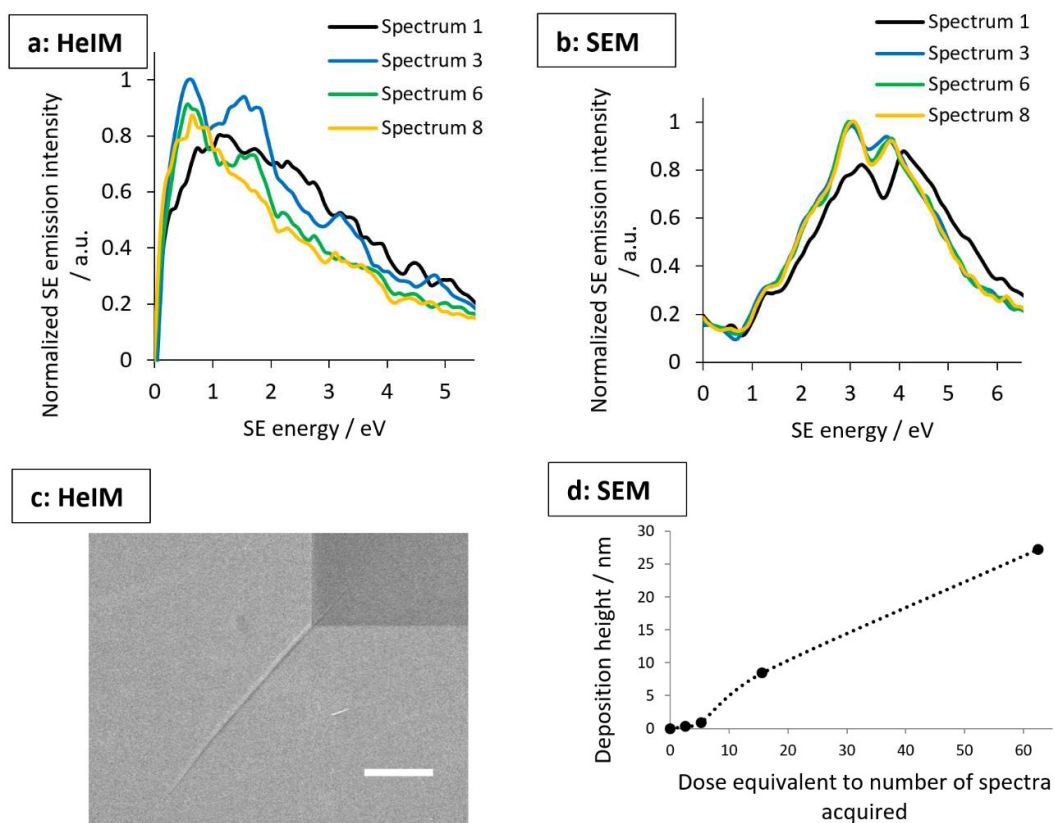 a: HeIM
Spectrum 1
Spectrum 3
Spectrum 6
Spectrum 8
Normalized SE emission intensity
/ a.u.
1
0.8
0.6
0.4
0.2
0
0 1 2 3 4 5
SE energy / eV
b: SEM
Spectrum 1
Spectrum 3
Spectrum 6
Spectrum 8
Normalized SE emission intensity
/ a.u.
1
0.8
0.6
0.4
0.2
0
0 1 2 3 4 5 6
SE energy / eV
c: HeIM
d: SEM
Deposition height / nm
30
25
20
15
10
5
0
0 10 20 30 40 50 60
Dose equivalent to number of spectra
acquired